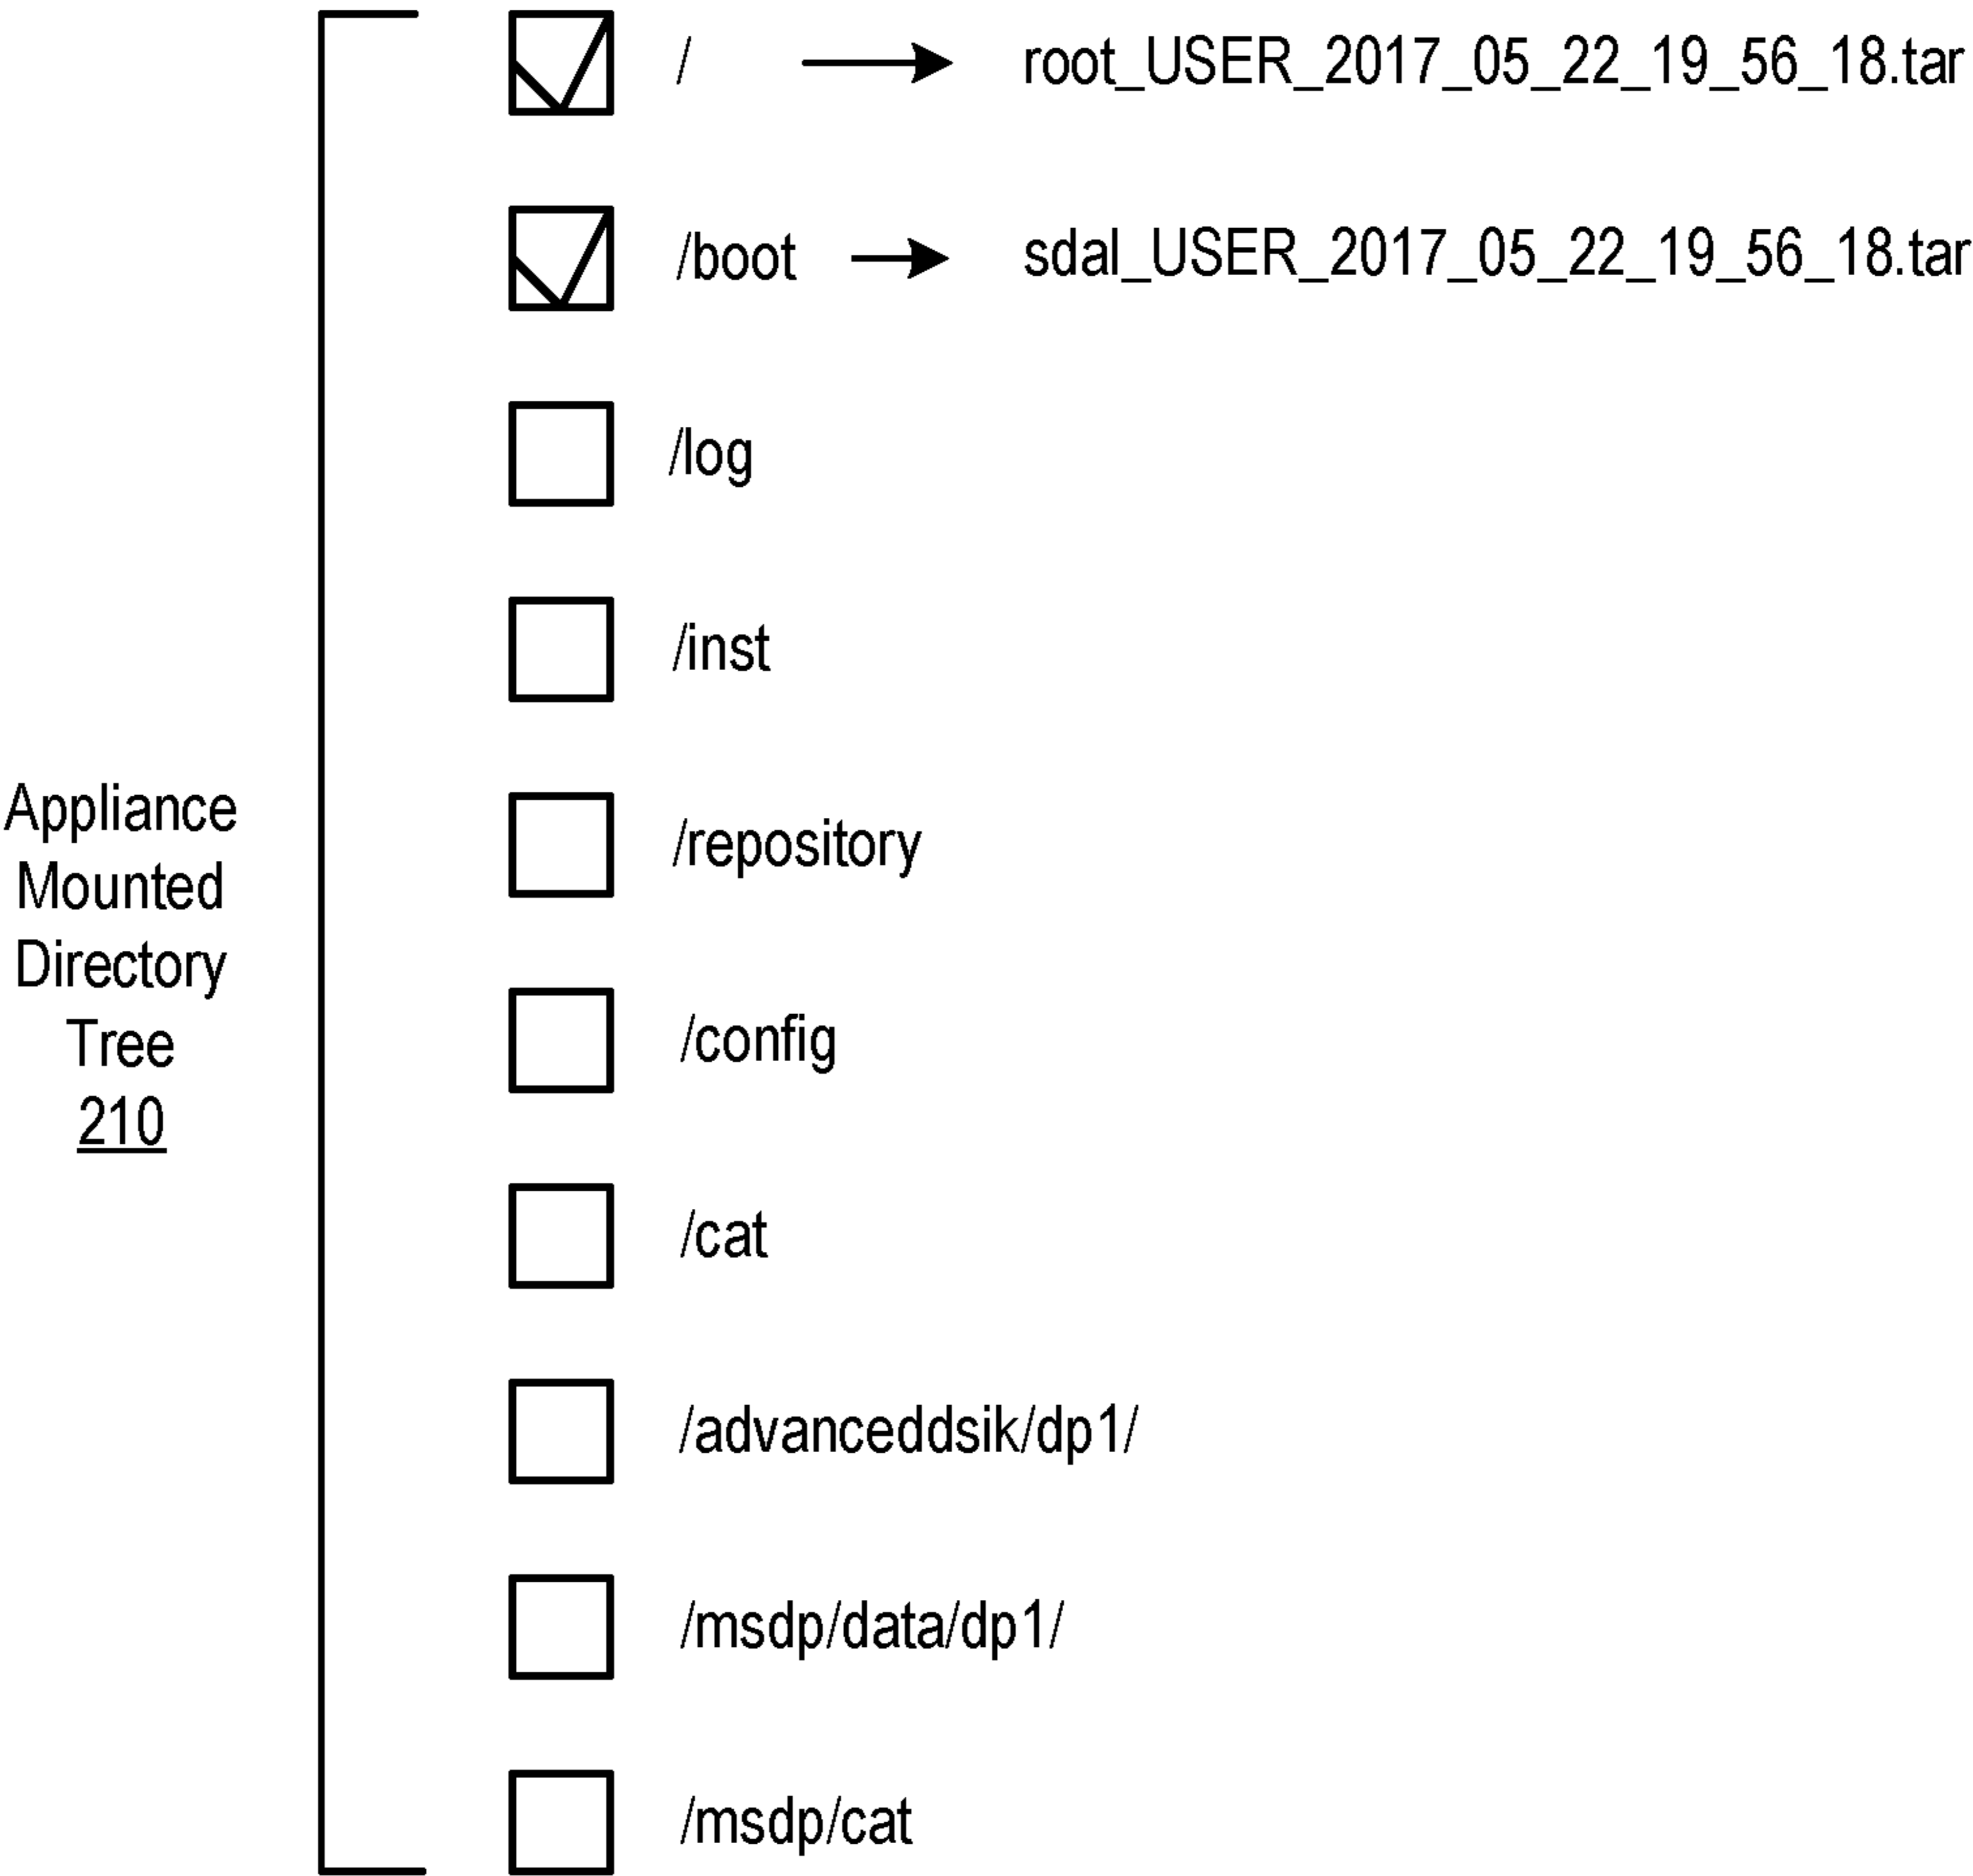 / root_USER_2017_05_22_19_56_18.tar
/boot sdal_USER_2017_05_22_19_56_18.tar
/log
/inst
/repository
/config
/cat
/advanceddsik/dp1/
/msdp/data/dp1/
/msdp/cat
Appliance
Mounted
Directory
Tree
210